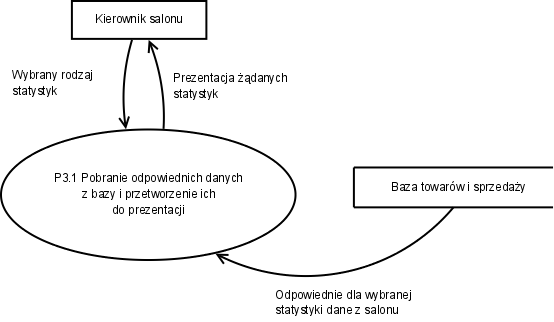 Kierownik salonu
Wybrany rodzaj
statystyk
Prezentacja żądanych
statystyk
P3.1 Pobranie odpowiednich danych
z bazy i przetworzenie ich
do prezentacji
Baza towarów i sprzedaży
Odpowiednie dla wybranej
statystyki dane z salonu